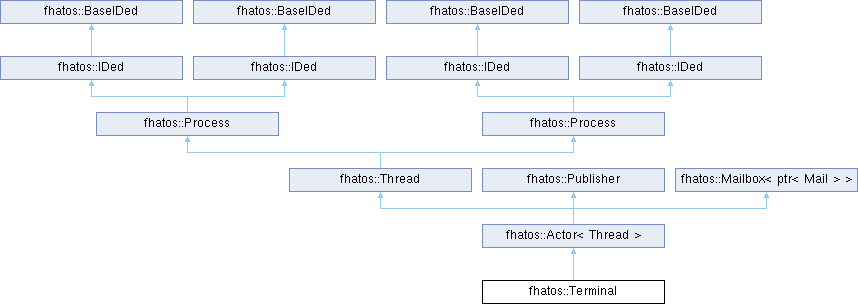 fhatos::BaseIDed fhatos::BaseIDed fhatos::BaseIDed fhatos::BaseIDed
fhatos::IDed fhatos::IDed fhatos::IDed fhatos::IDed
fhatos::Process fhatos::Process
fhatos::Thread fhatos::Publisher fhatos::Mailbox< ptr< Mail > >
fhatos::Actor< Thread >
fhatos::Terminal